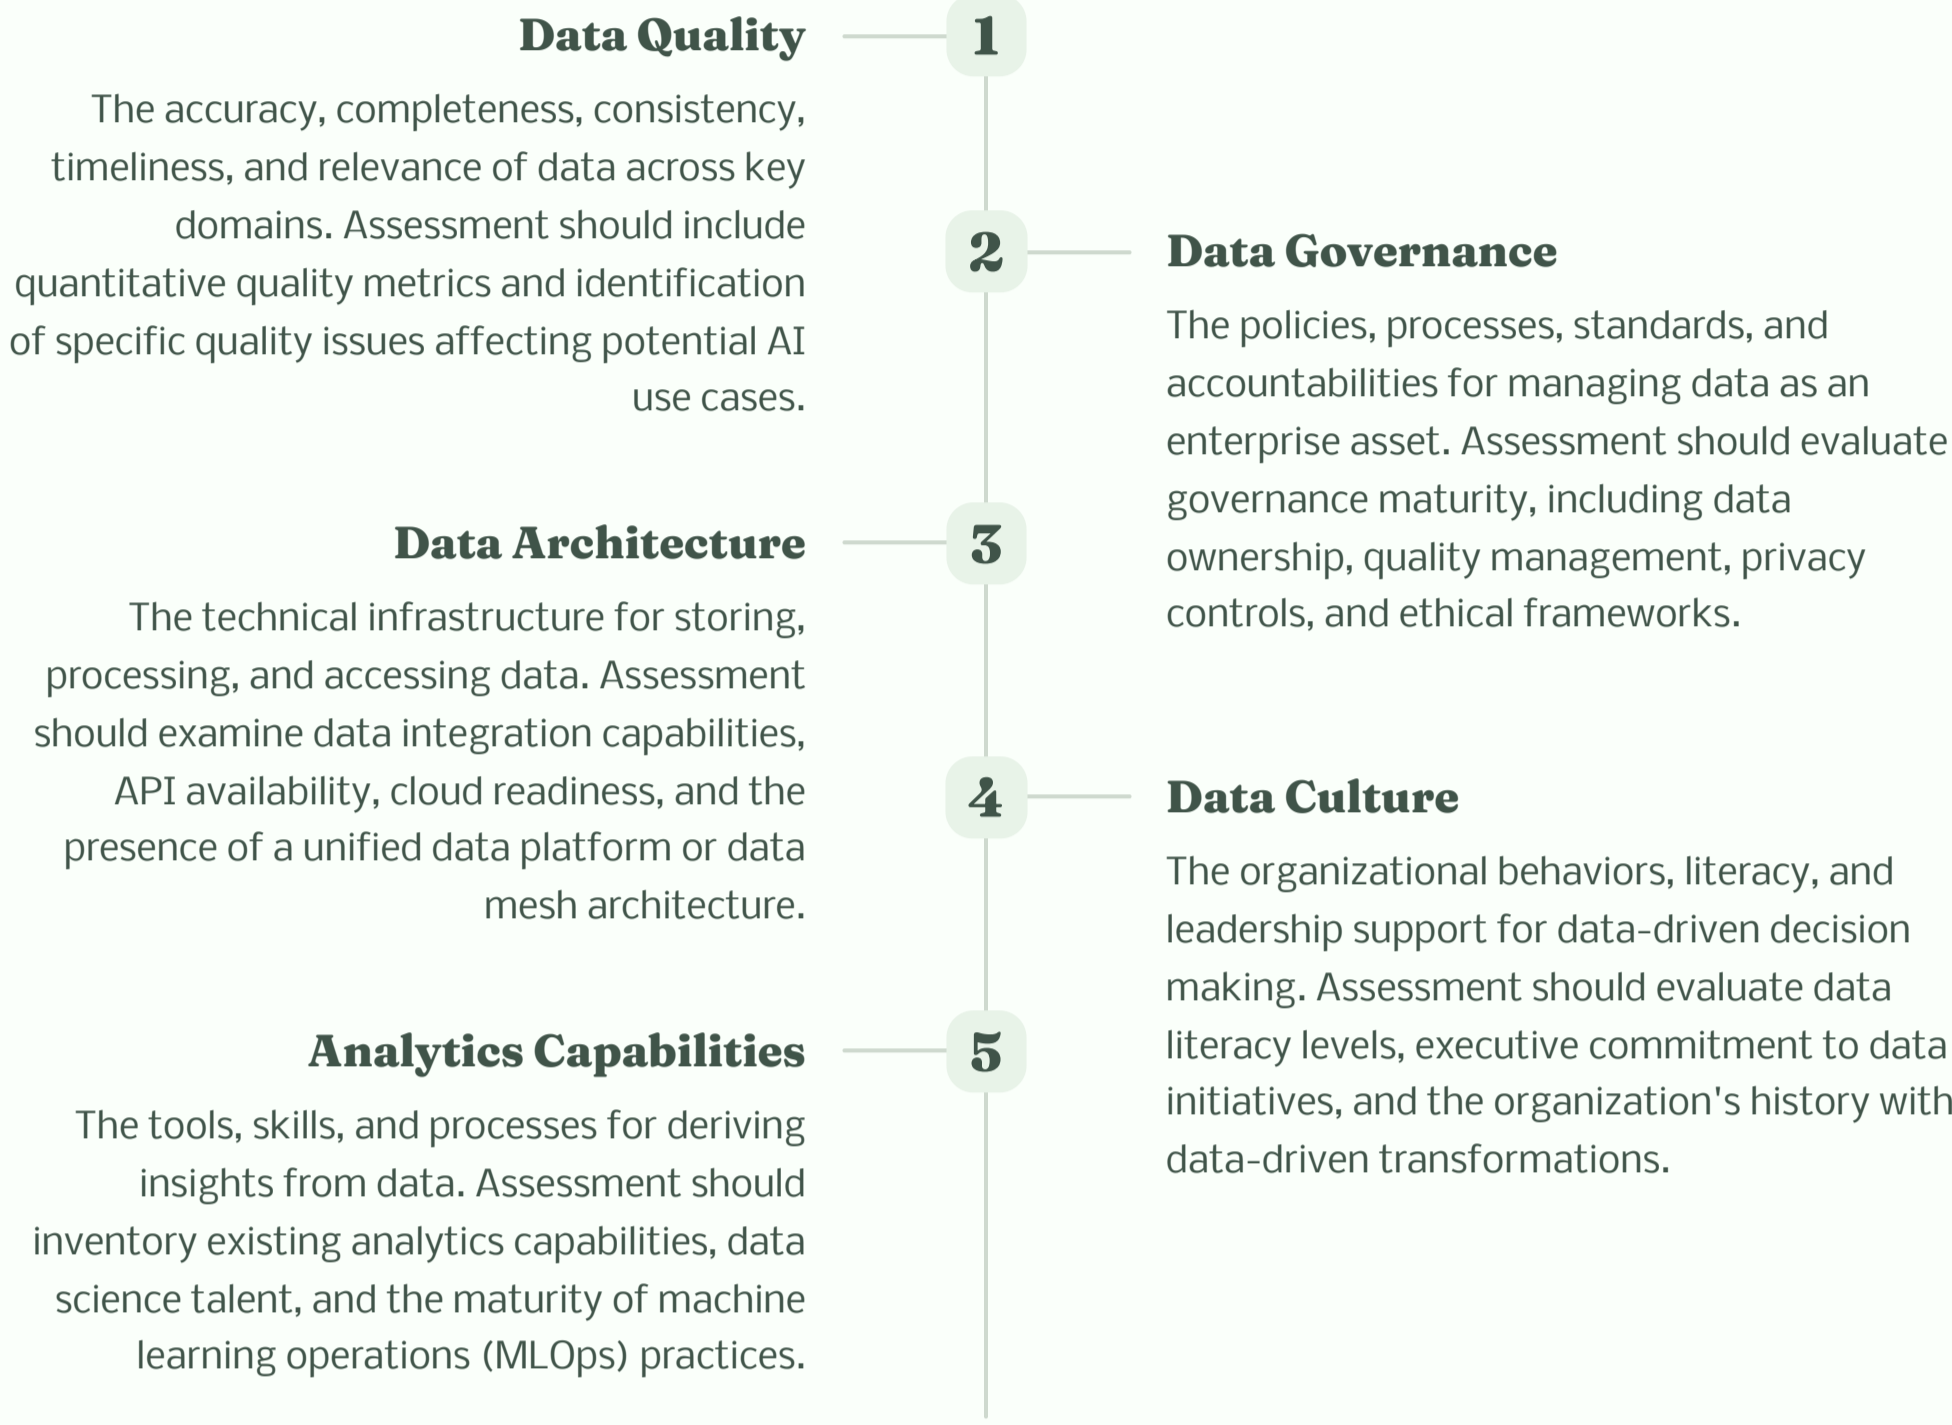 Data Quality
1
The accuracy, completeness, consistency,
timeliness, and relevance of data across key
domains. Assessment should include
quantitative quality metrics and identification
of specific quality issues affecting potential AI
use cases.
2
Data Governance
The policies, processes, standards, and
accountabilities for managing data as an
enterprise asset. Assessment should evaluate
governance maturity, including data
ownership, quality management, privacy
controls, and ethical frameworks.
Data Architecture
3
The technical infrastructure for storing,
processing, and accessing data. Assessment
should examine data integration capabilities,
API availability, cloud readiness, and the
presence of a unified data platform or data
mesh architecture.
4
Data Culture
The organizational behaviors, literacy, and
leadership support for data-driven decision
making. Assessment should evaluate data
literacy levels, executive commitment to data
initiatives, and the organization's history with
data-driven transformations.
Analytics Capabilities
5
The tools, skills, and processes for deriving
insights from data. Assessment should
inventory existing analytics capabilities, data
science talent, and the maturity of machine
learning operations (MLOps) practices.